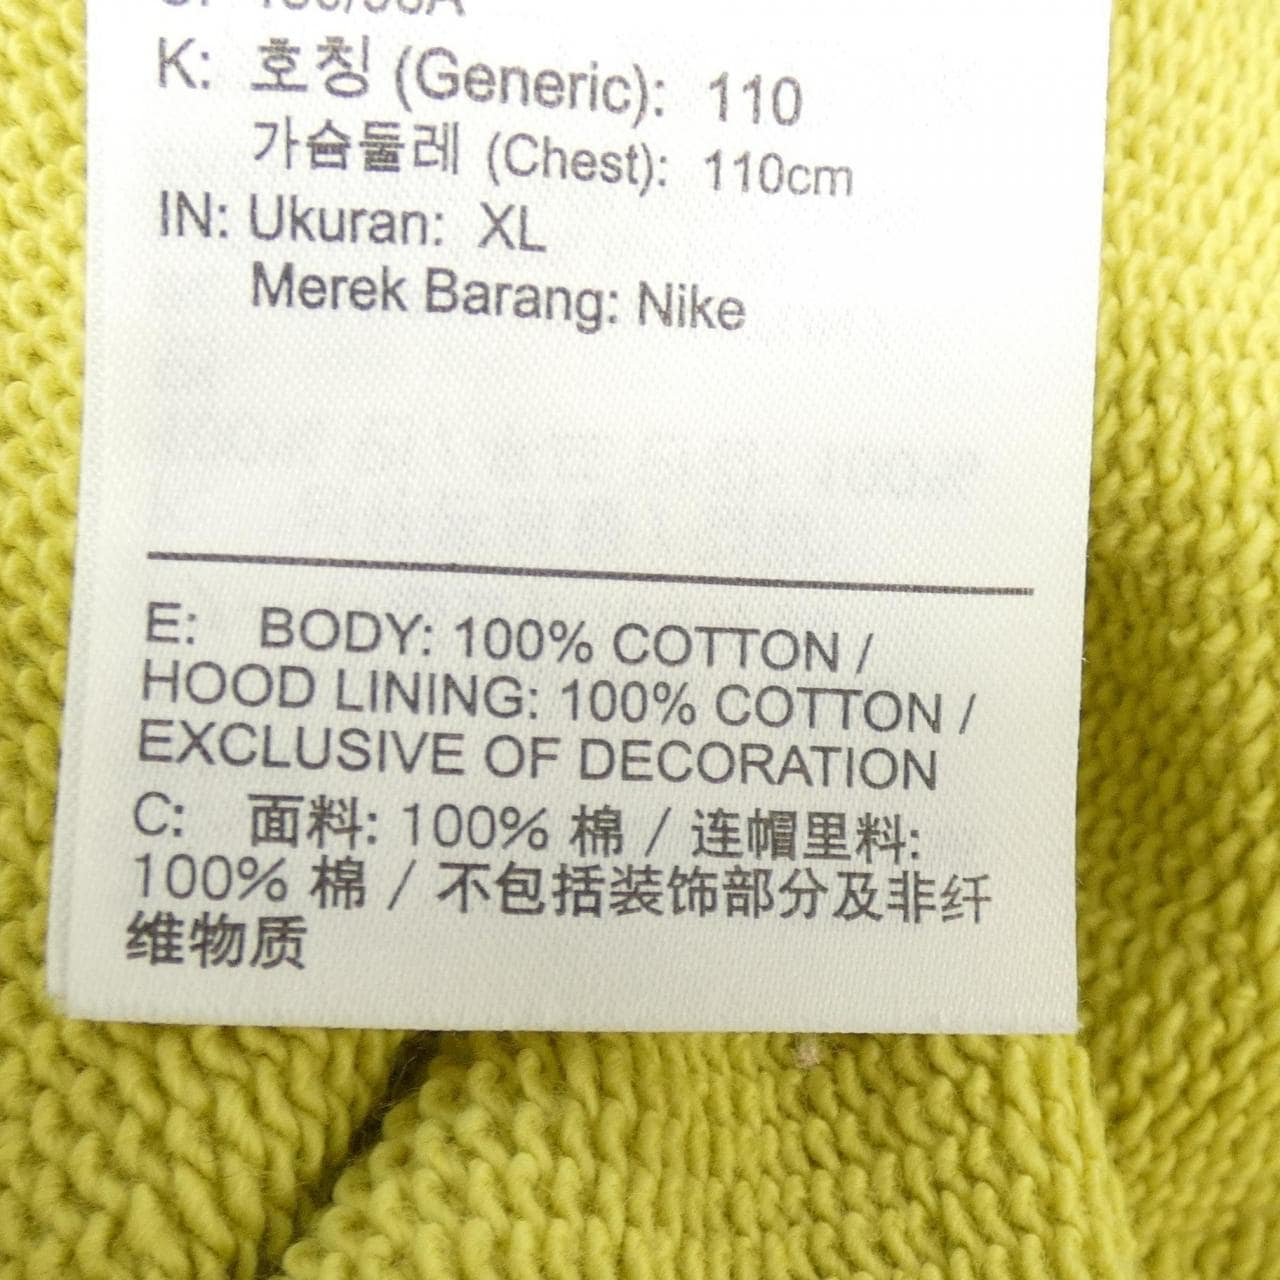 K: 호칭 (Generic): 110
가슴둘레 (Chest): 110cm
IN: Ukuran: XL
Merek Barang: Nike
E: BODY: 100% COTTON /
HOOD LINING: 100% COTTON /
EXCLUSIVE OF DECORATION
C: 面料: 100% 棉 / 连帽里料:
100% 棉 / 不包括装饰部分及非纤
维物质